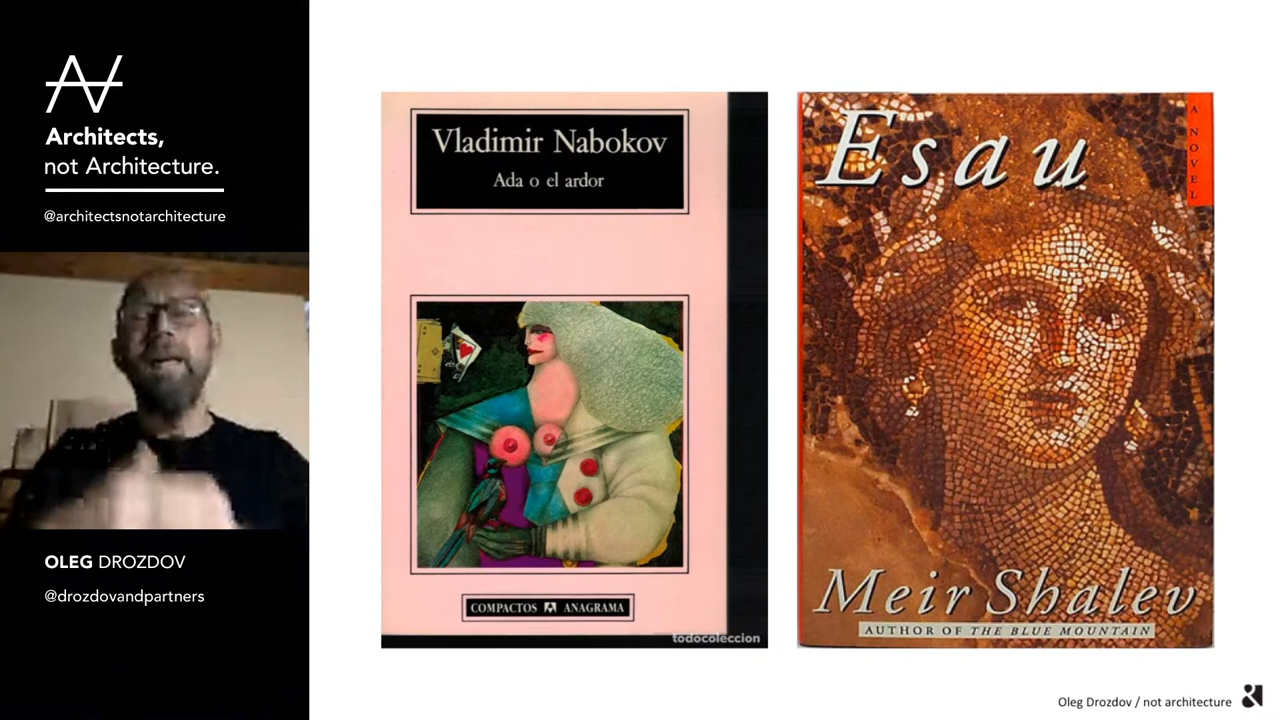 Architects,
not Architecture.
@architectsnotarchitecture
OLEG DROZDOV
@drozdovandpartners
Vladimir Nabokov
Ada o el ardor
COMPACTOS ANAGRAMA
todocoleccion
Esau
A NOVEL
Meir Shalev
AUTHOR OF THE BLUE MOUNTAIN
Oleg Drozdov / not architecture
&